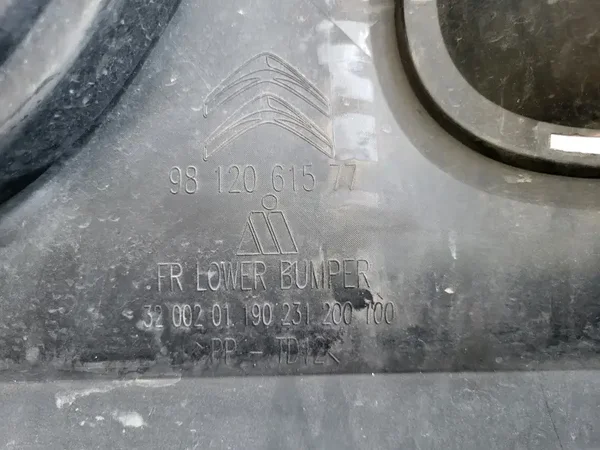 98 120 615 77
FR LOWER BUMPER
32 002 01 190 231 200 100
>PP - TD12<